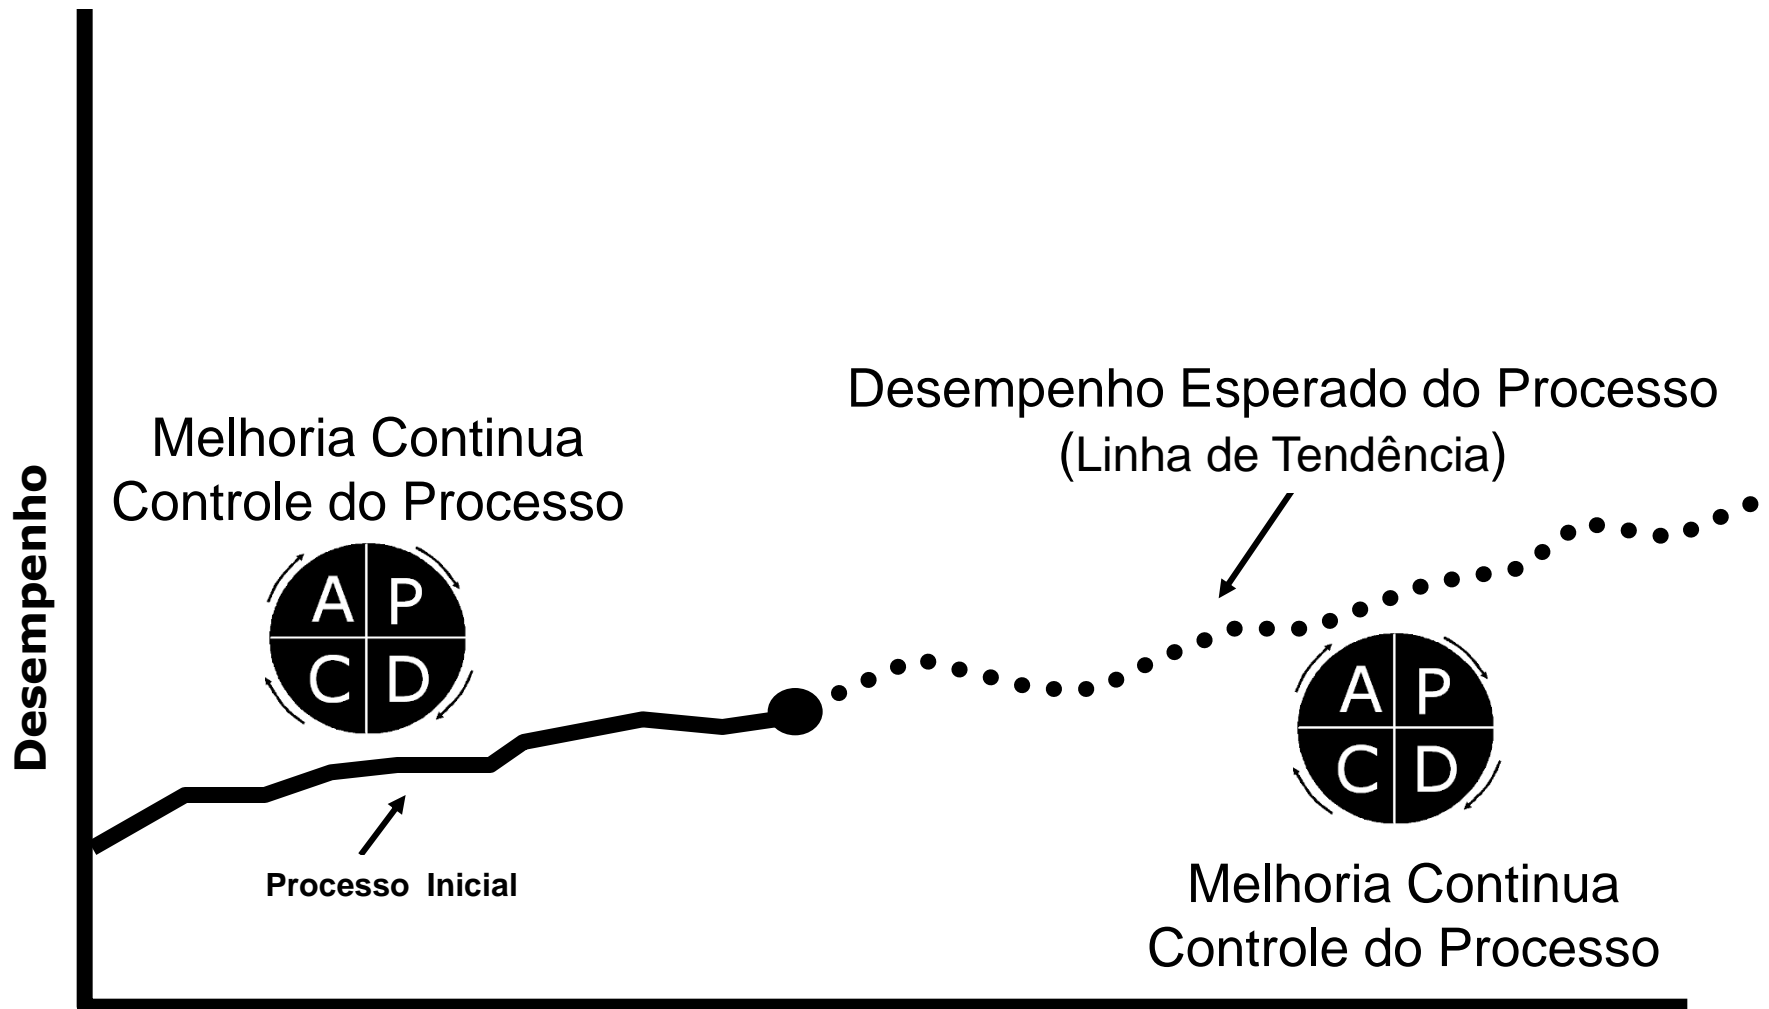 Desempenho Esperado do Processo
(Linha de Tendência)
Melhoria Continua
Controle do Processo
A P
C D
Desempenho
Processo Inicial
A P
C D
Melhoria Continua
Controle do Processo